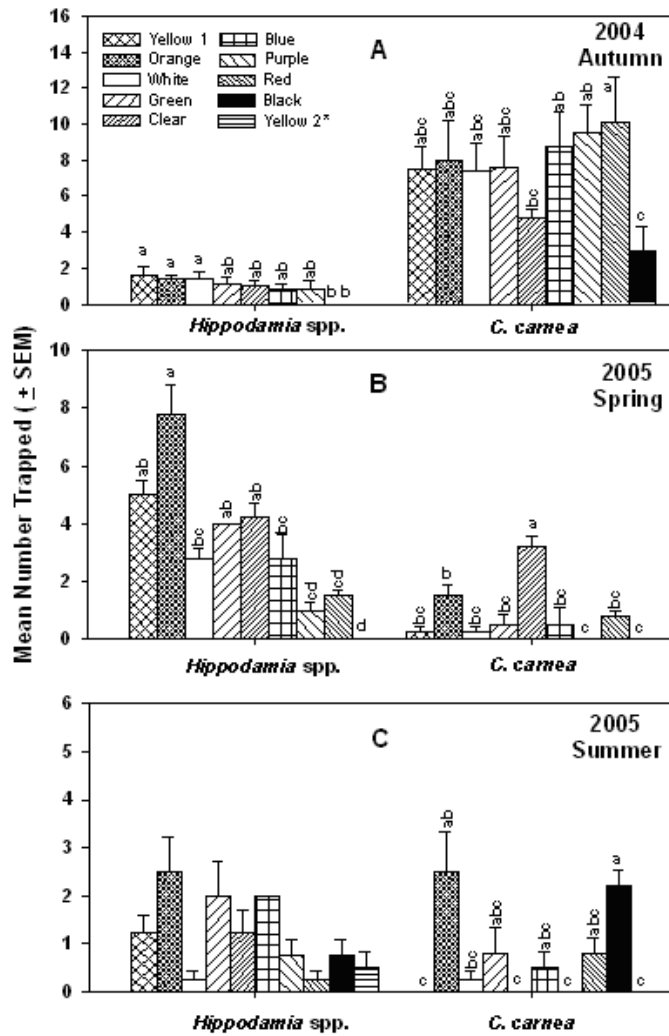 Mean Number Trapped ( ± SEM)
16
14
12
10
8
6
4
2
0
A
2004
Autumn
Yellow 1
Blue
Orange
Purple
White
Red
Green
Black
Clear
Yellow 2*
a
a
a
ab
ab
ab
ab
b b
abc
abc
abc
abc
bc
ab
ab
a
c
Hippodamia spp.
C. carnea
10
8
6
4
2
0
B
2005
Spring
ab
a
bc
ab
ab
bc
cd
cd
d
bc
b
bc
bc
a
bc
c
bc
c
Hippodamia spp.
C. carnea
6
5
4
3
2
1
0
C
2005
Summer
c
ab
bc
abc
c
abc
c
abc
a
c
Hippodamia spp.
C. carnea